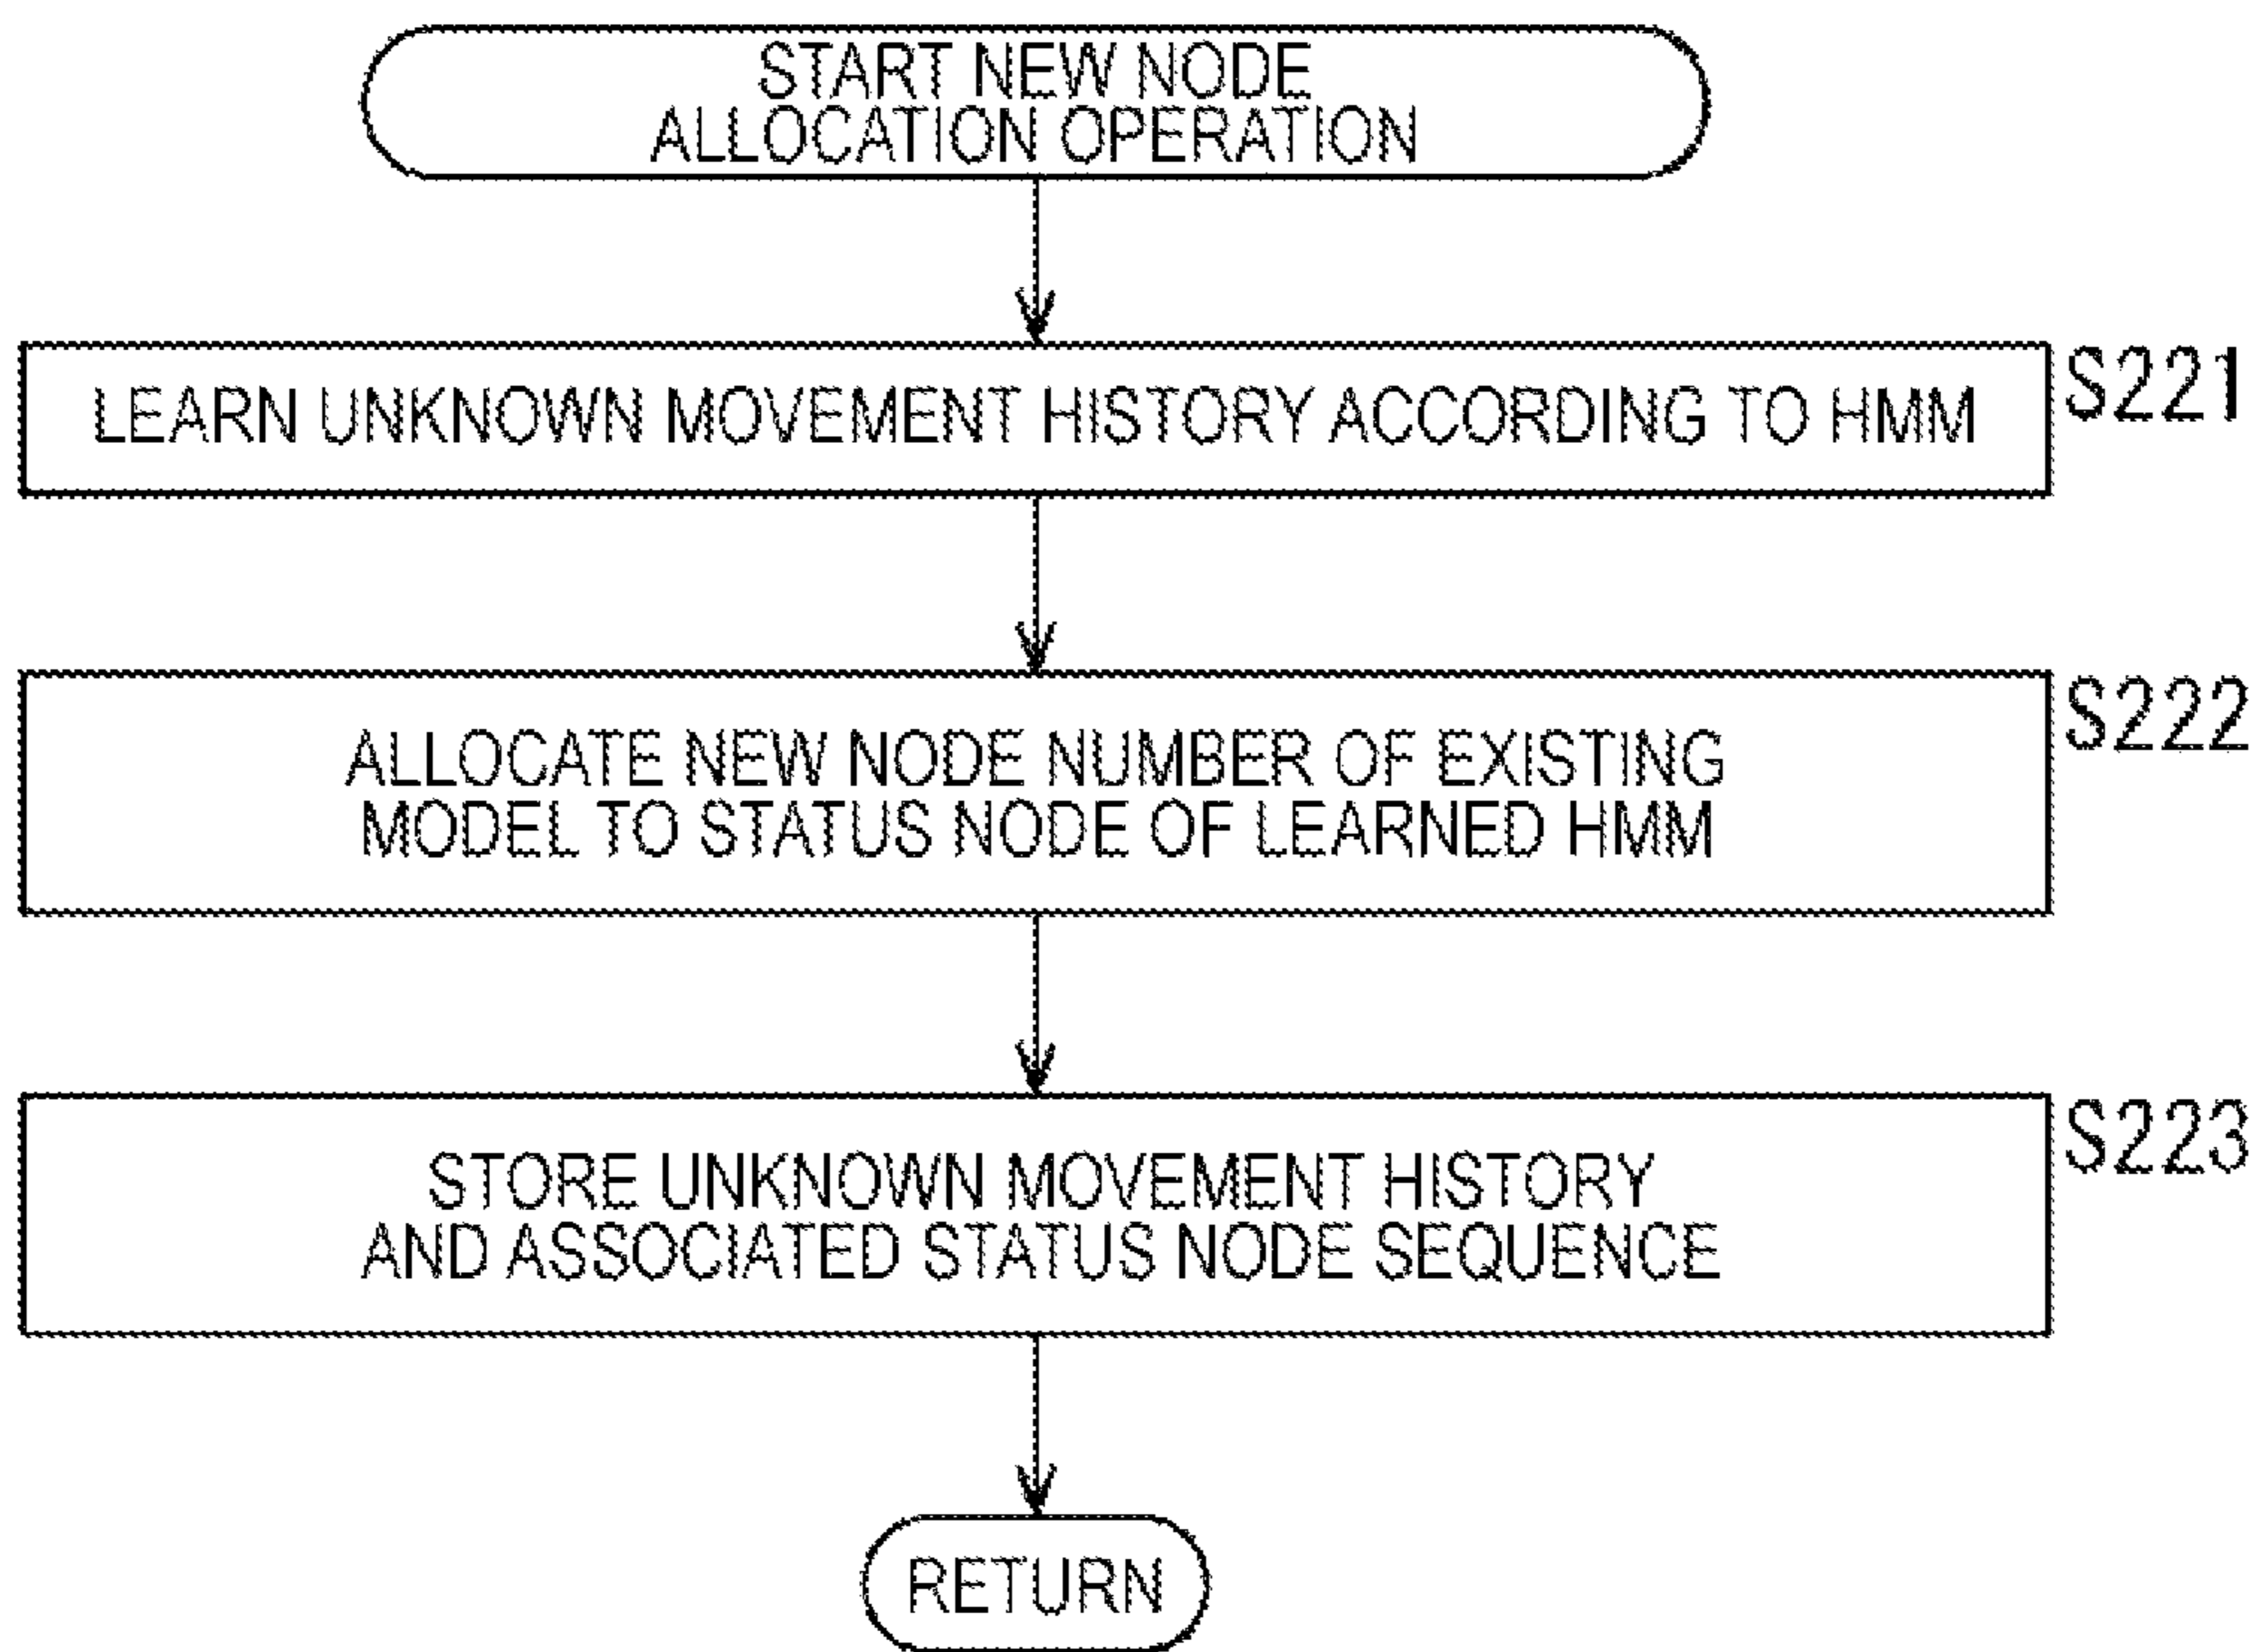 START NEW NODE
ALLOCATION OPERATION
LEARN UNKNOWN MOVEMENT HISTORY ACCORDING TO HMM
S221
ALLOCATE NEW NODE NUMBER OF EXISTING
MODEL TO STATUS NODE OF LEARNED HMM
S222
STORE UNKNOWN MOVEMENT HISTORY
AND ASSOCIATED STATUS NODE SEQUENCE
S223
RETURN